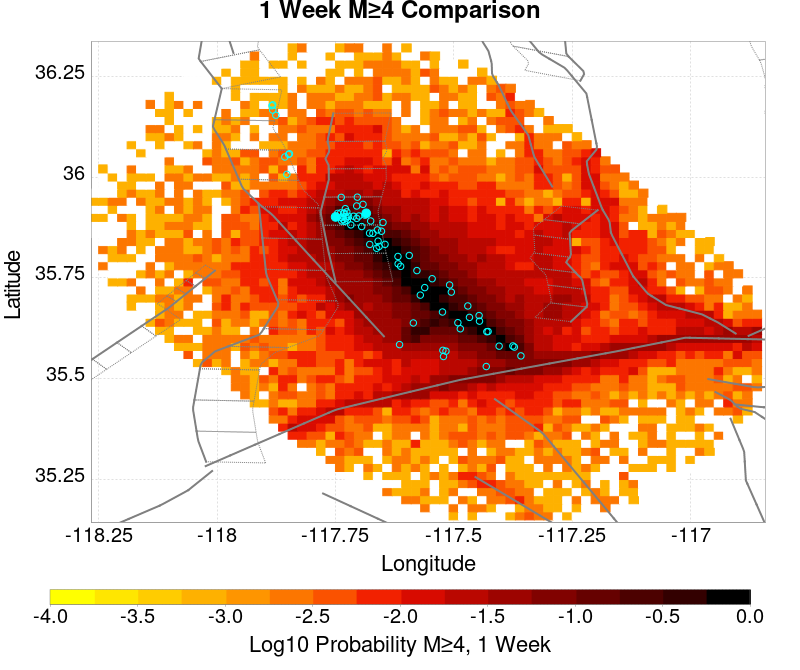 1 Week M≥4 Comparison
36.25
36
35.75
35.5
35.25
Latitude
-118.25 -118 -117.75 -117.5 -117.25 -117
Longitude
-4.0 -3.5 -3.0 -2.5 -2.0 -1.5 -1.0 -0.5 0.0
Log10 Probability M≥4, 1 Week